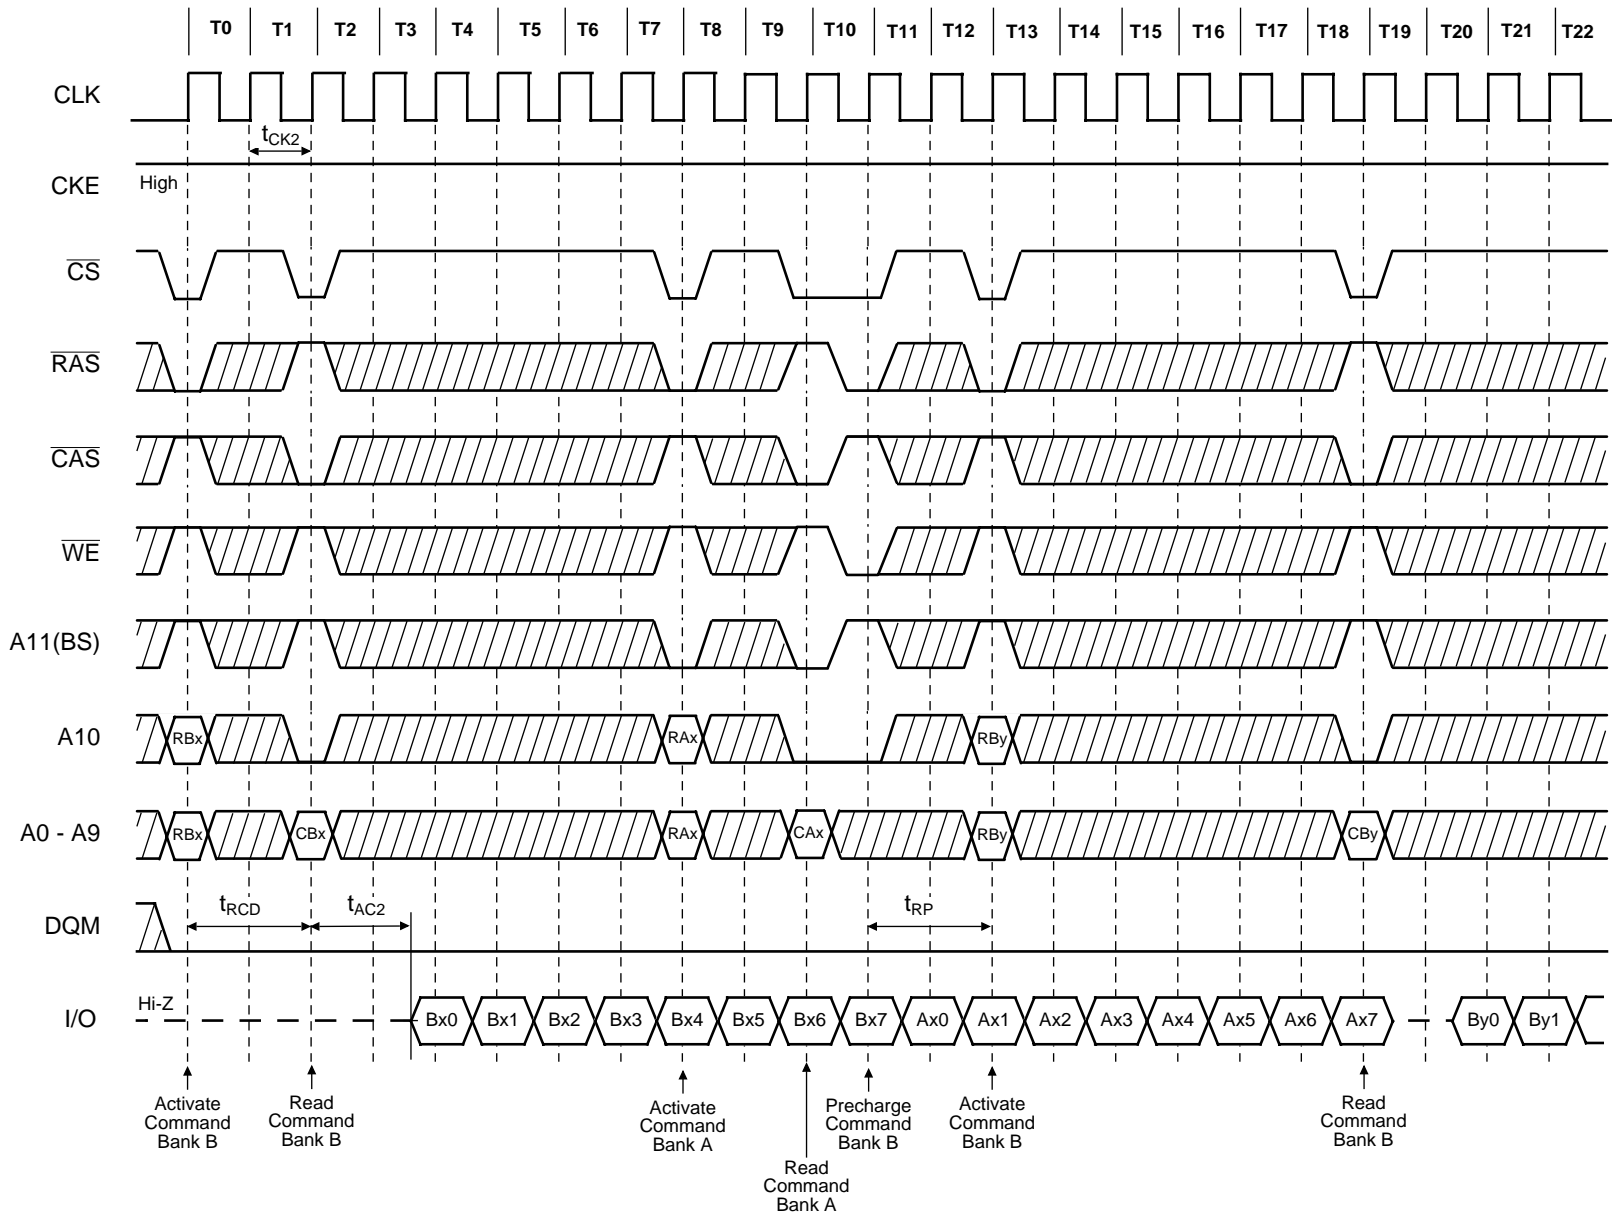 T0 T1 T2 T3 T4 T5 T6 T7 T8 T9 T10 T11 T12 T13 T14 T15 T16 T17 T18 T19 T20 T21 T22
CLK
tCK2
CKE High
CS
RAS
CAS
WE
A11(BS)
A10 RBx RAx RBy
A0 - A9 RBx CBx RAx CAx RBy CBy
DQM tRCD tAC2 tRP
I/O Hi-Z Bx0 Bx1 Bx2 Bx3 Bx4 Bx5 Bx6 Bx7 Ax0 Ax1 Ax2 Ax3 Ax4 Ax5 Ax6 Ax7 By0 By1
Activate
Command
Bank B
Read
Command
Bank B
Activate
Command
Bank A
Read
Command
Bank A
Precharge
Command
Bank B
Activate
Command
Bank B
Read
Command
Bank B